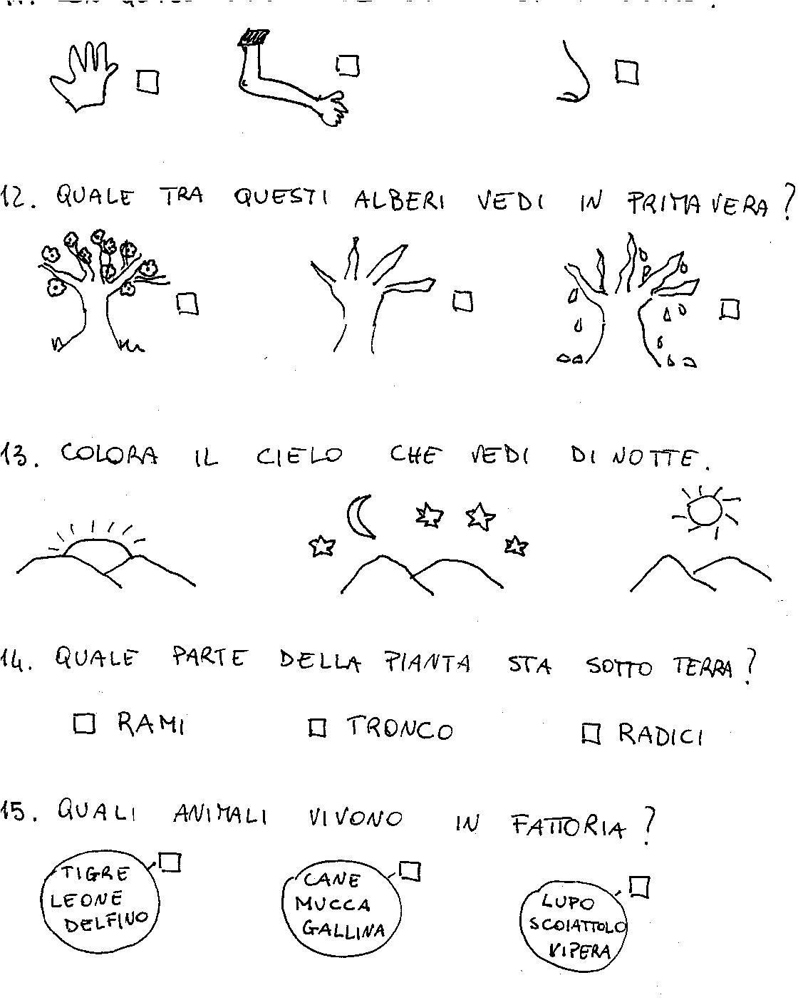 12. QUALE TRA QUESTI ALBERI VEDI IN PRIMAVERA?
13. COLORA IL CIELO CHE VEDI DI NOTTE.
14. QUALE PARTE DELLA PIANTA STA SOTTO TERRA?
RAMI TRONCO RADICI
15. QUALI ANIMALI VIVONO IN FATTORIA?
TIGRE
LEONE
DELFINO
CANE
MUCCA
GALLINA
LUPO
SCOIATTOLO
VIPERA